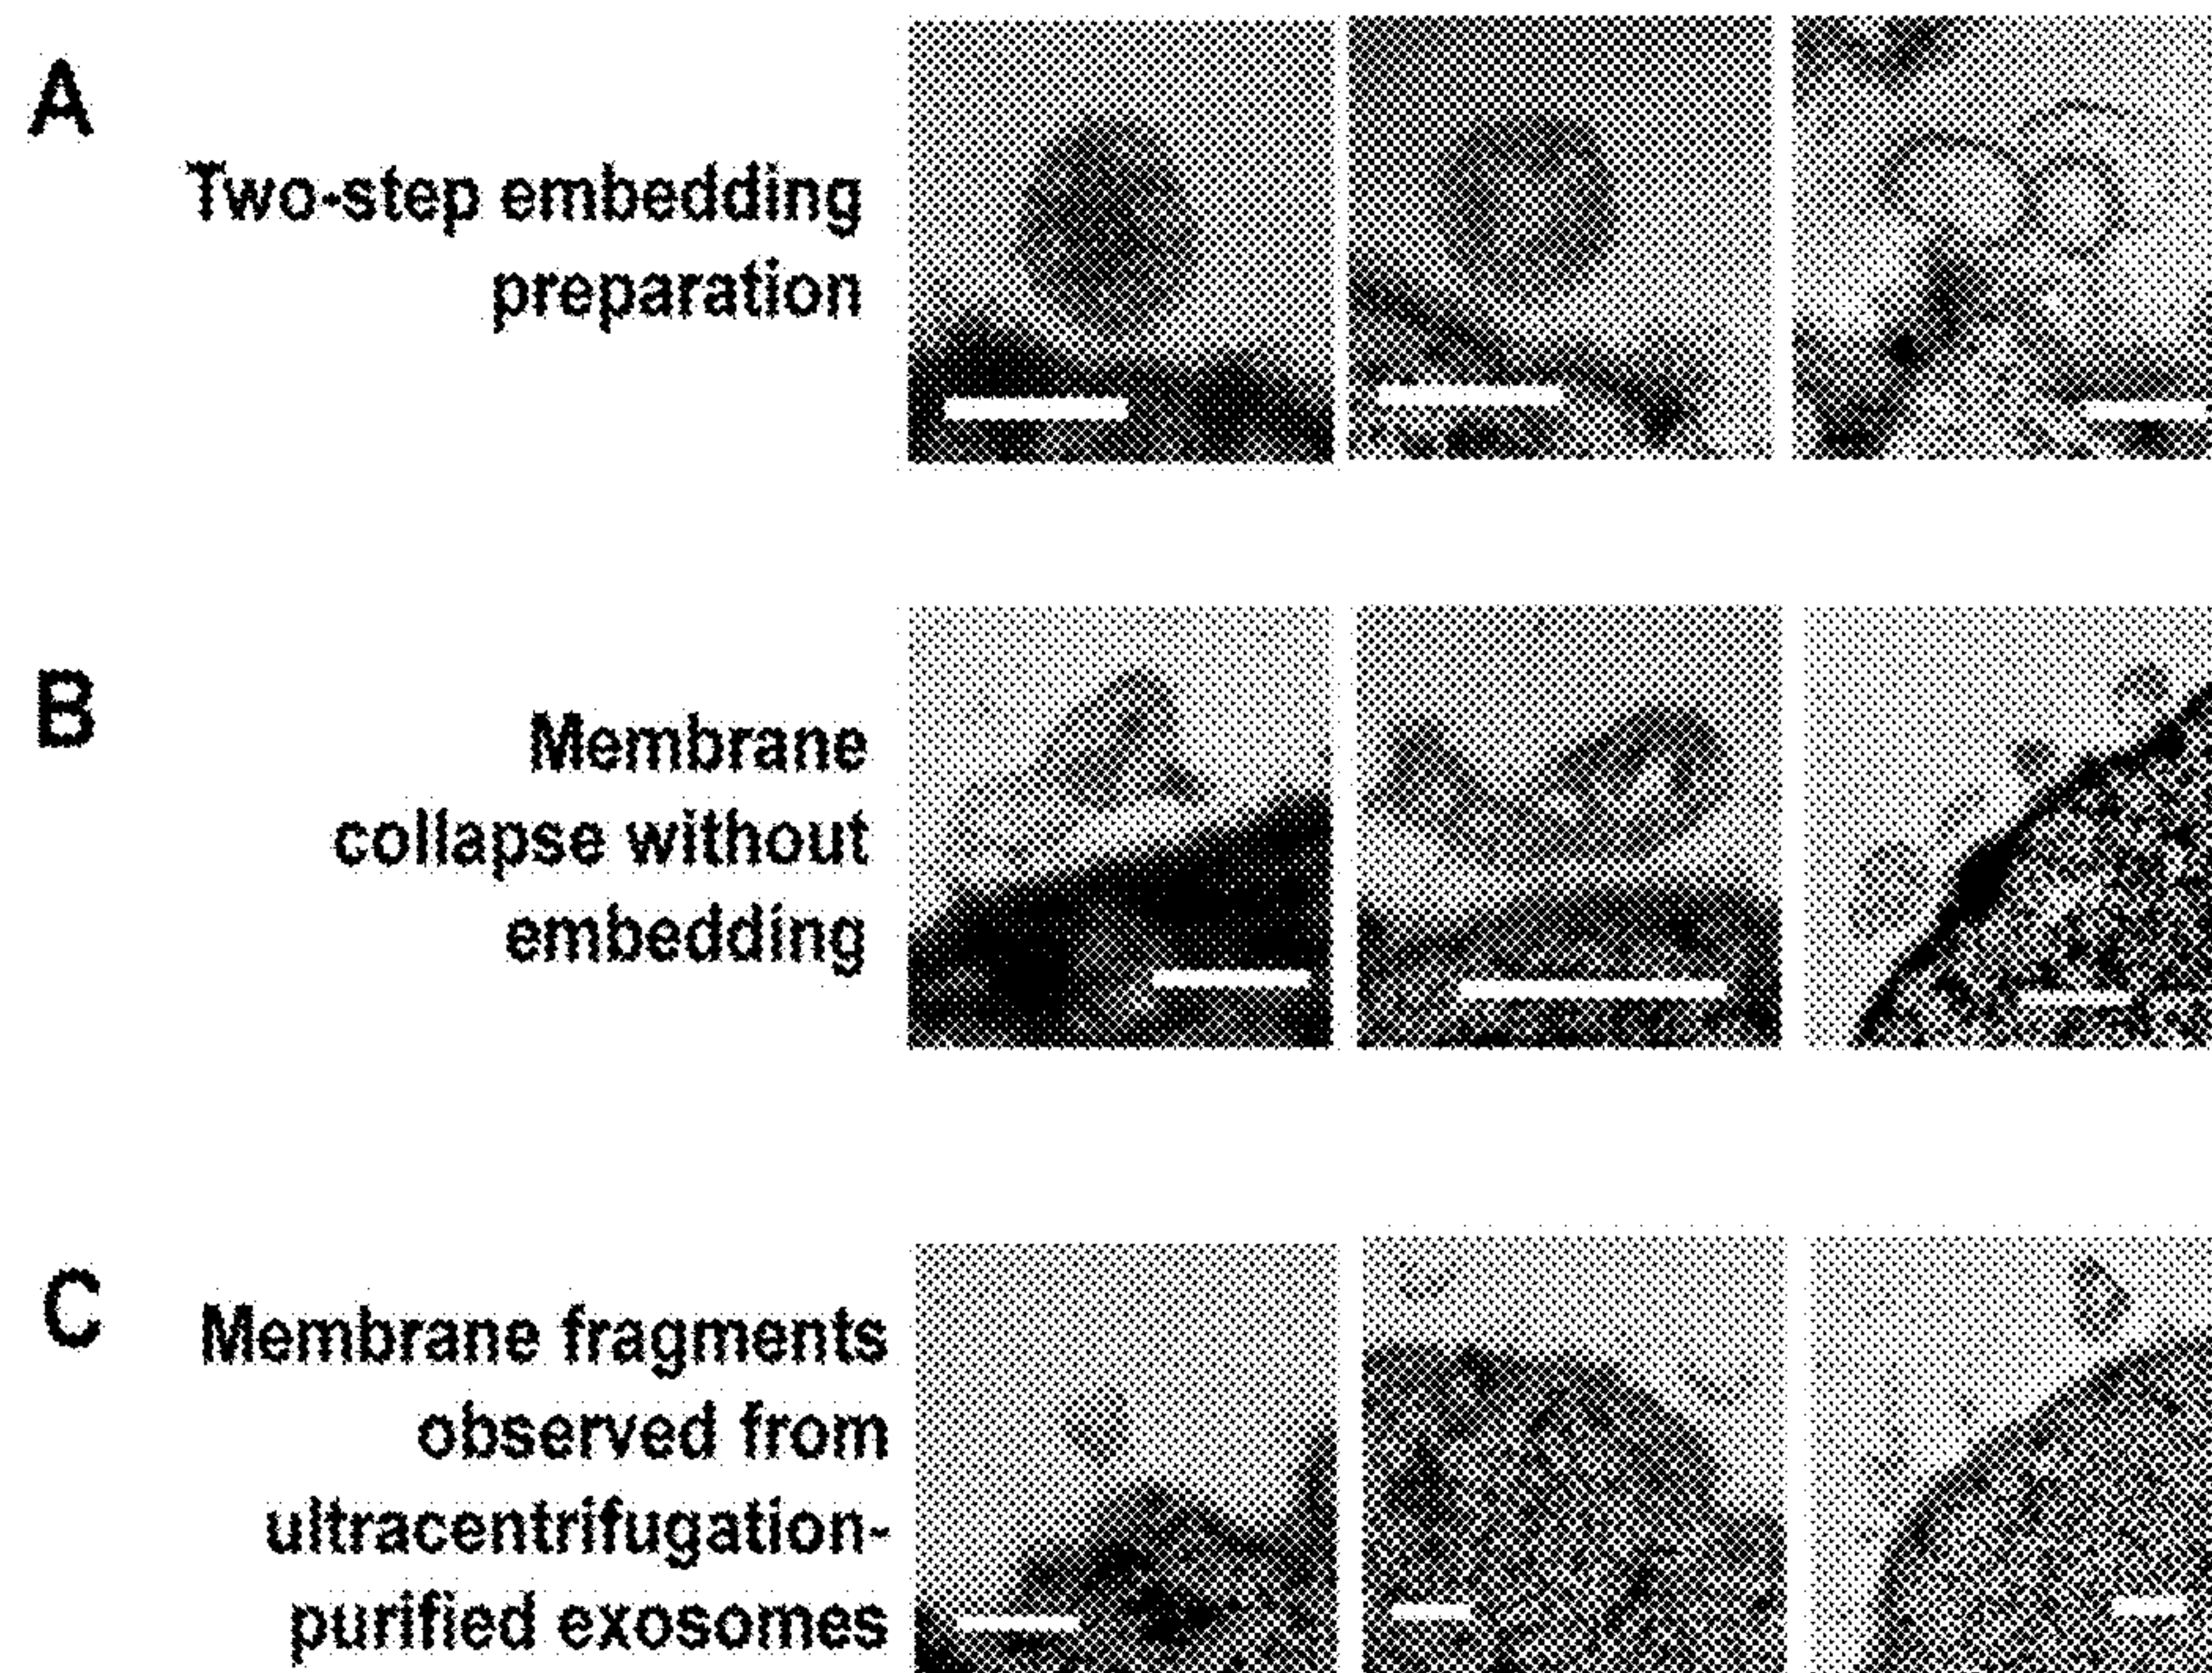 A
Two-step embedding
preparation
B
Membrane
collapse without
embedding
C
Membrane fragments
observed from
ultracentrifugation-
purified exosomes